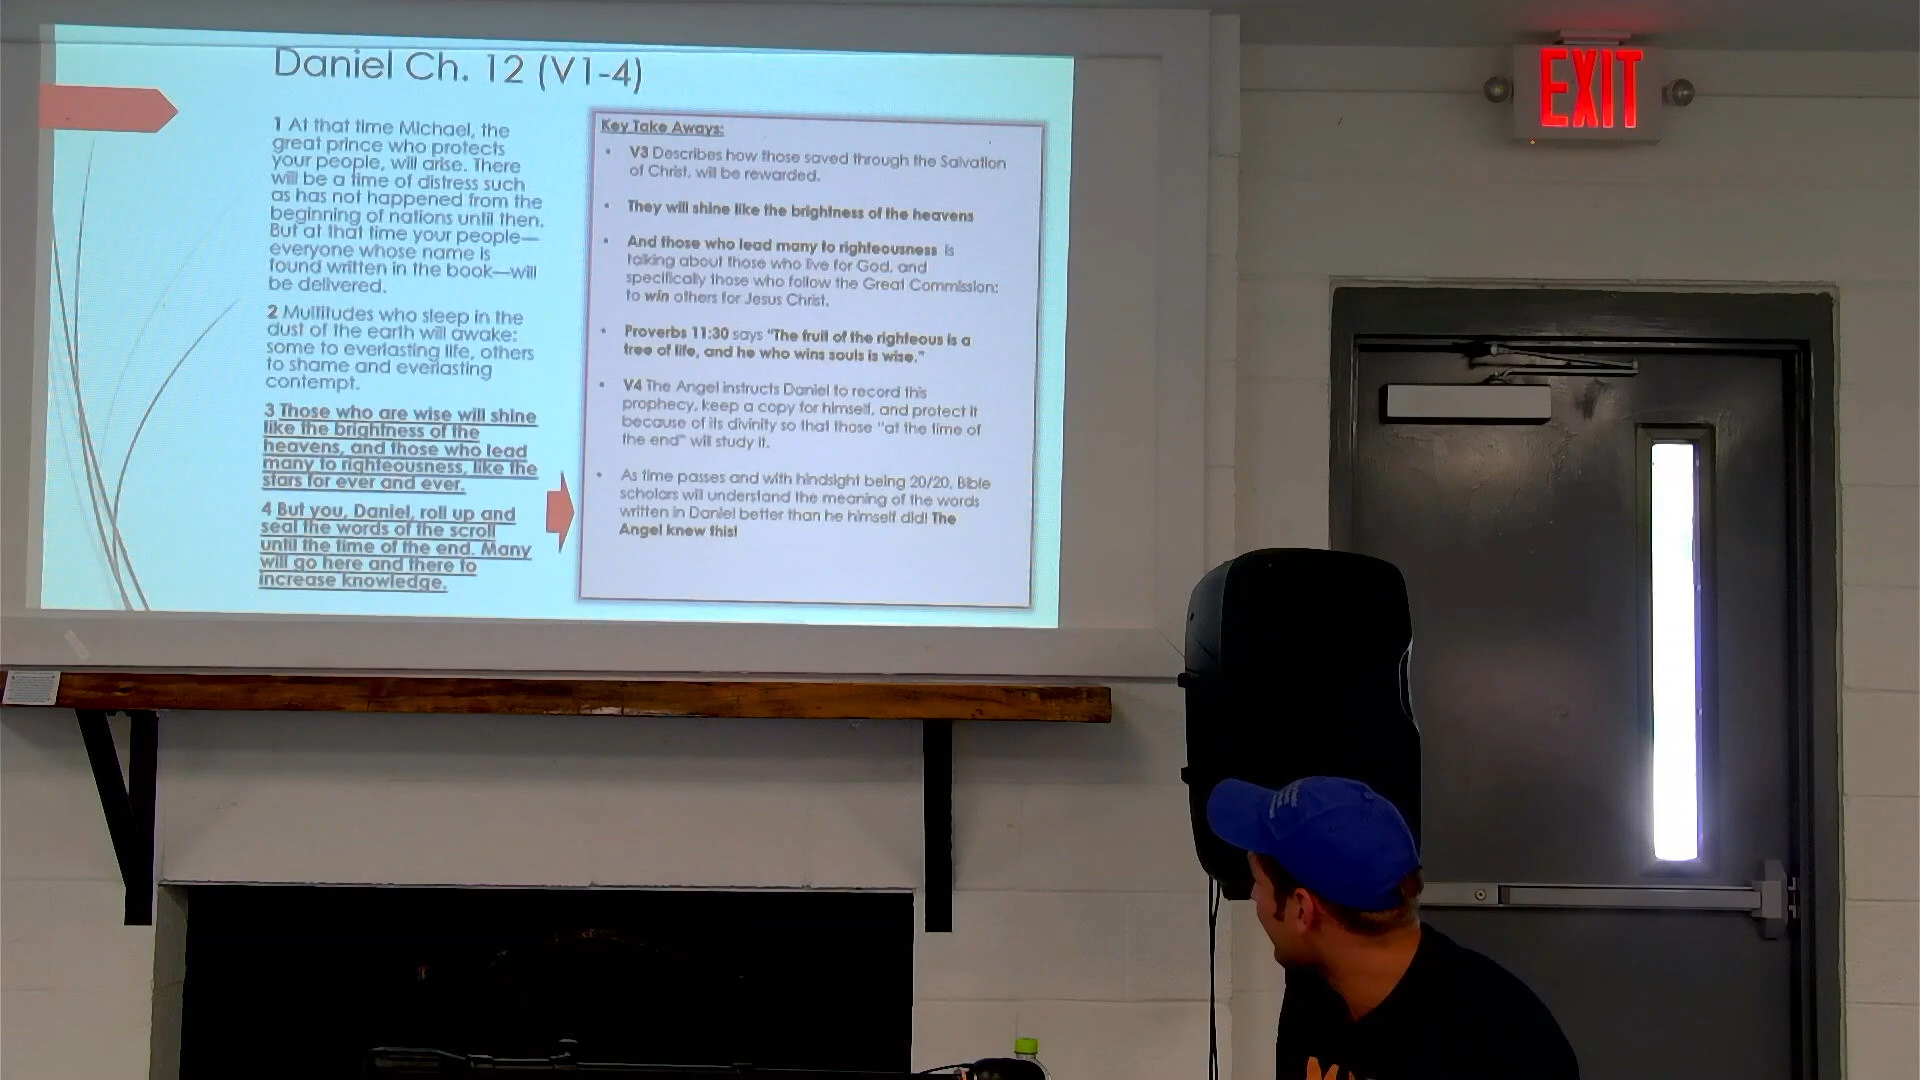 Daniel Ch. 12 (V1-4)
1 At that time Michael, the
great prince who protects
your people, will arise. There
will be a time of distress such
as has not happened from the
beginning of nations until then.
But at that time your people—
everyone whose name is
found written in the book—will
be delivered.
2 Multitudes who sleep in the
dust of the earth will awake:
some to everlasting life, others
to shame and everlasting
contempt.
3 Those who are wise will shine
like the brightness of the
heavens, and those who lead
many to righteousness, like the
stars for ever and ever.
4 But you, Daniel, roll up and
seal the words of the scroll
until the time of the end. Many
will go here and there to
increase knowledge.
Key Take Aways:
• V3 Describes how those saved through the Salvation
of Christ, will be rewarded.
• They will shine like the brightness of the heavens
• And those who lead many to righteousness is
talking about those who live for God, and
specifically those who follow the Great Commission:
to win others for Jesus Christ.
• Proverbs 11:30 says "The fruit of the righteous is a
tree of life, and he who wins souls is wise."
• V4 The Angel instructs Daniel to record this
prophecy, keep a copy for himself, and protect it
because of its divinity so that those "at the time of
the end" will study it.
• As time passes and with hindsight being 20/20, Bible
scholars will understand the meaning of the words
written in Daniel better than he himself did! The
Angel knew this!
EXIT